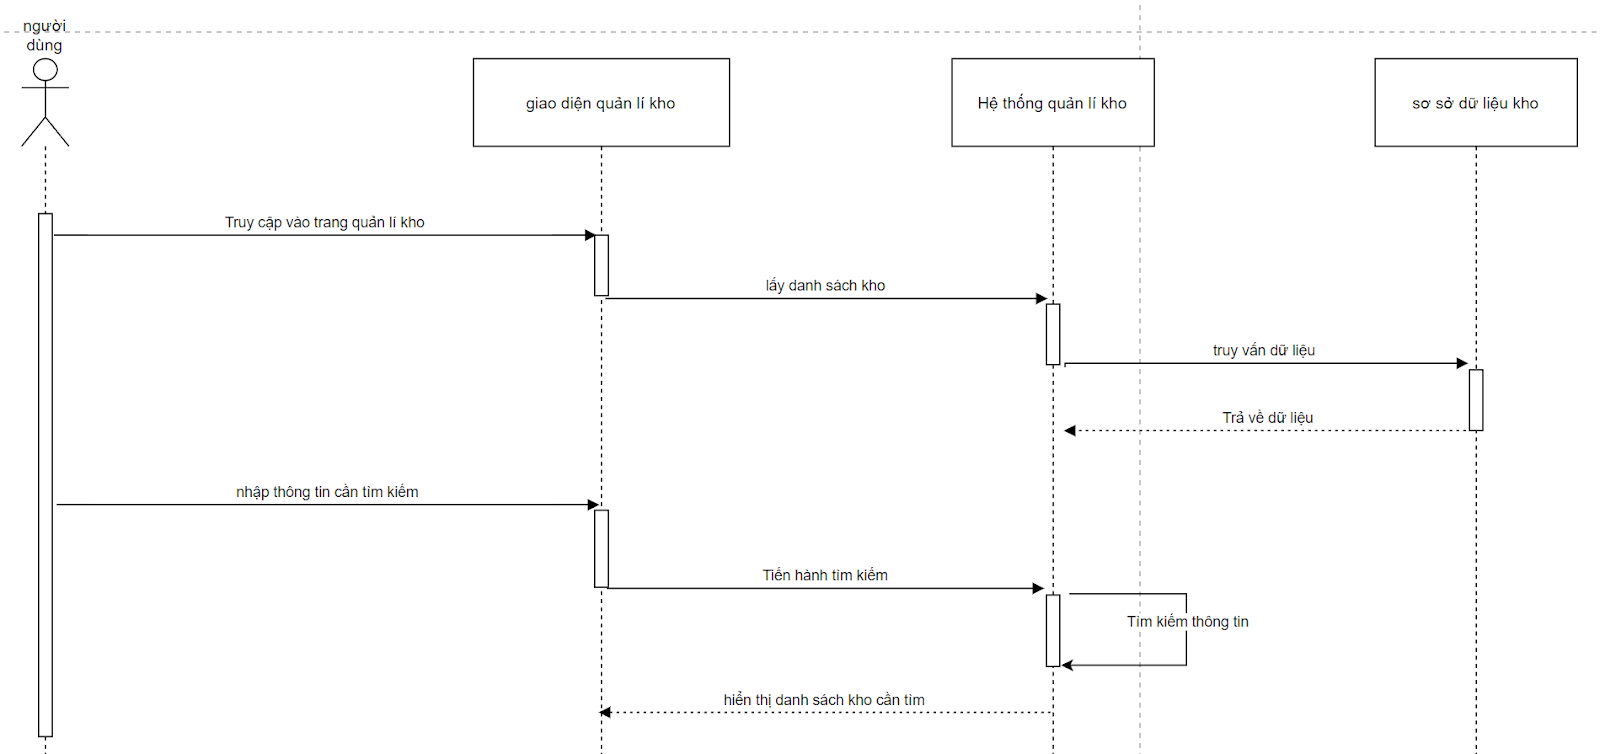 người
dùng
giao diện quản lí kho
Hệ thống quản lí kho
sơ sở dữ liệu kho
Truy cập vào trang quản lí kho
lấy danh sách kho
truy vấn dữ liệu
Trả về dữ liệu
nhập thông tin cần tìm kiếm
Tiến hành tìm kiếm
Tìm kiếm thông tin
hiển thị danh sách kho cần tìm